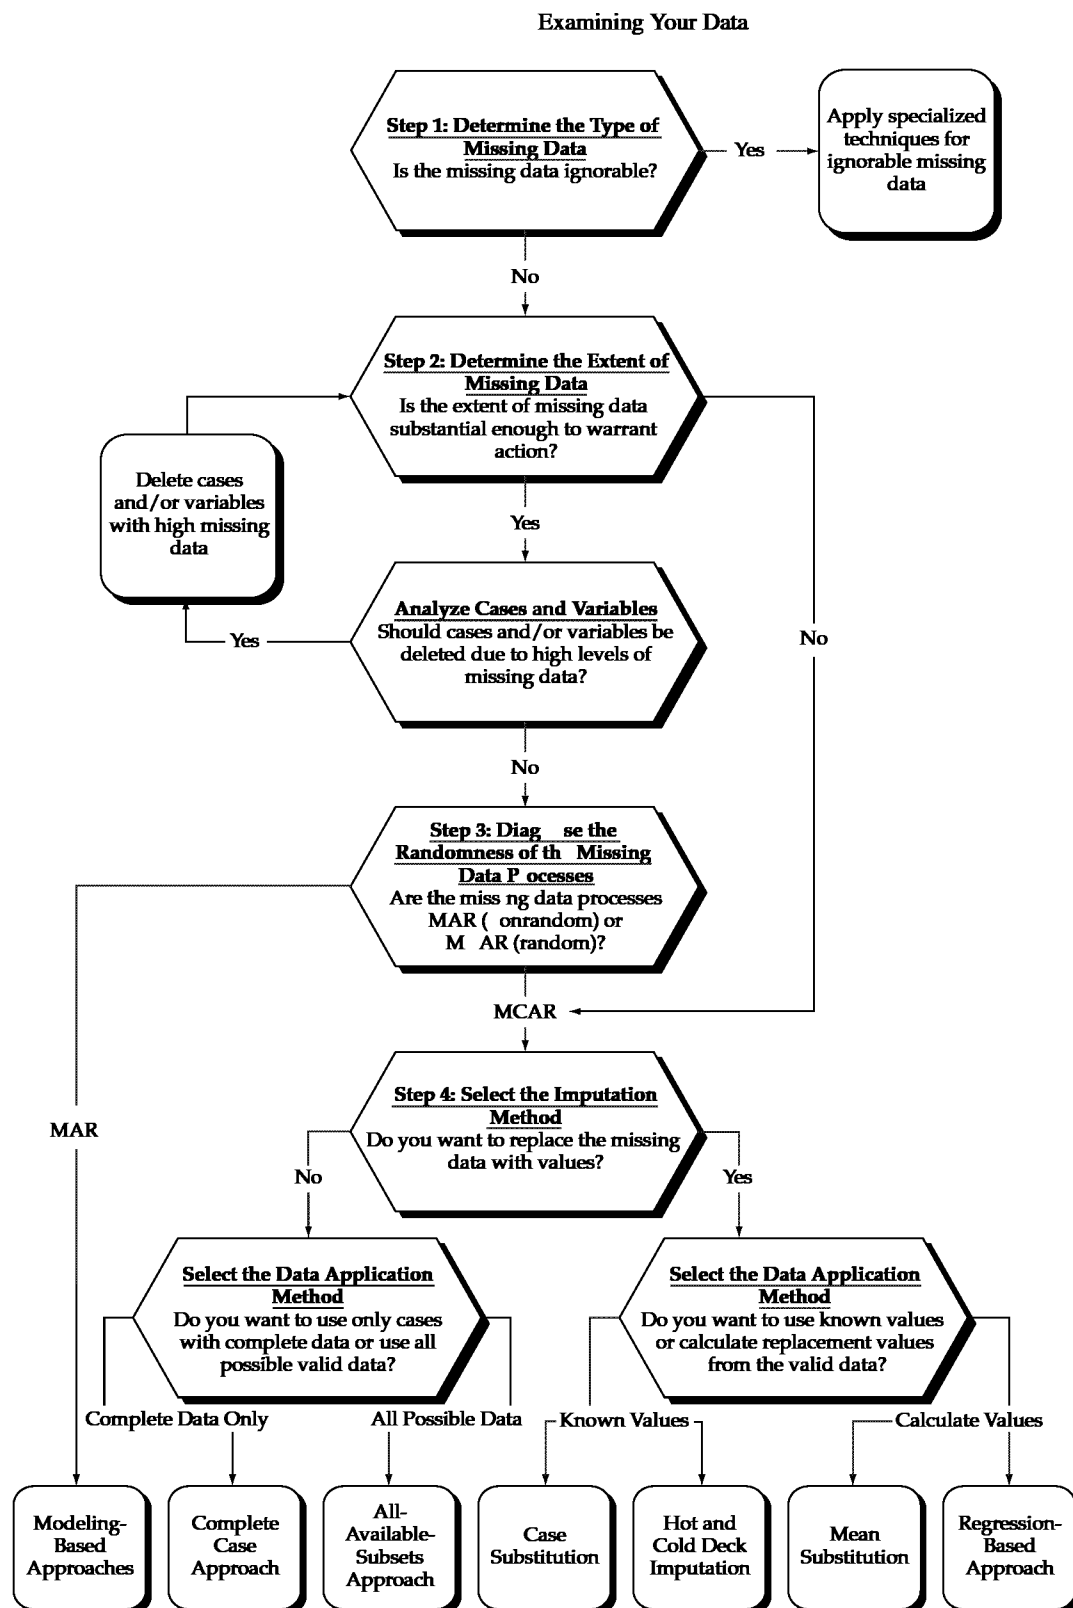 Examining Your Data
Step 1: Determine the Type of
Missing Data
Is the missing data ignorable?
Yes
Apply specialized
techniques for
ignorable missing
data
No
Step 2: Determine the Extent of
Missing Data
Is the extent of missing data
substantial enough to warrant
action?
Delete cases
and/or variables
with high missing
data
Yes
Analyze Cases and Variables
Should cases and/or variables be
deleted due to high levels of
missing data?
Yes
No
No
Step 3: Diag se the
Randomness of th Missing
Data P ocesses
Are the miss ng data processes
MAR ( onrandom) or
M AR (random)?
MCAR
Step 4: Select the Imputation
Method
Do you want to replace the missing
data with values?
MAR
No
Yes
Select the Data Application
Method
Do you want to use only cases
with complete data or use all
possible valid data?
Select the Data Application
Method
Do you want to use known values
or calculate replacement values
from the valid data?
Complete Data Only
All Possible Data
Known Values
Calculate Values
Modeling-
Based
Approaches
Complete
Case
Approach
All-
Available-
Subsets
Approach
Case
Substitution
Hot and
Cold Deck
Imputation
Mean
Substitution
Regression-
Based
Approach